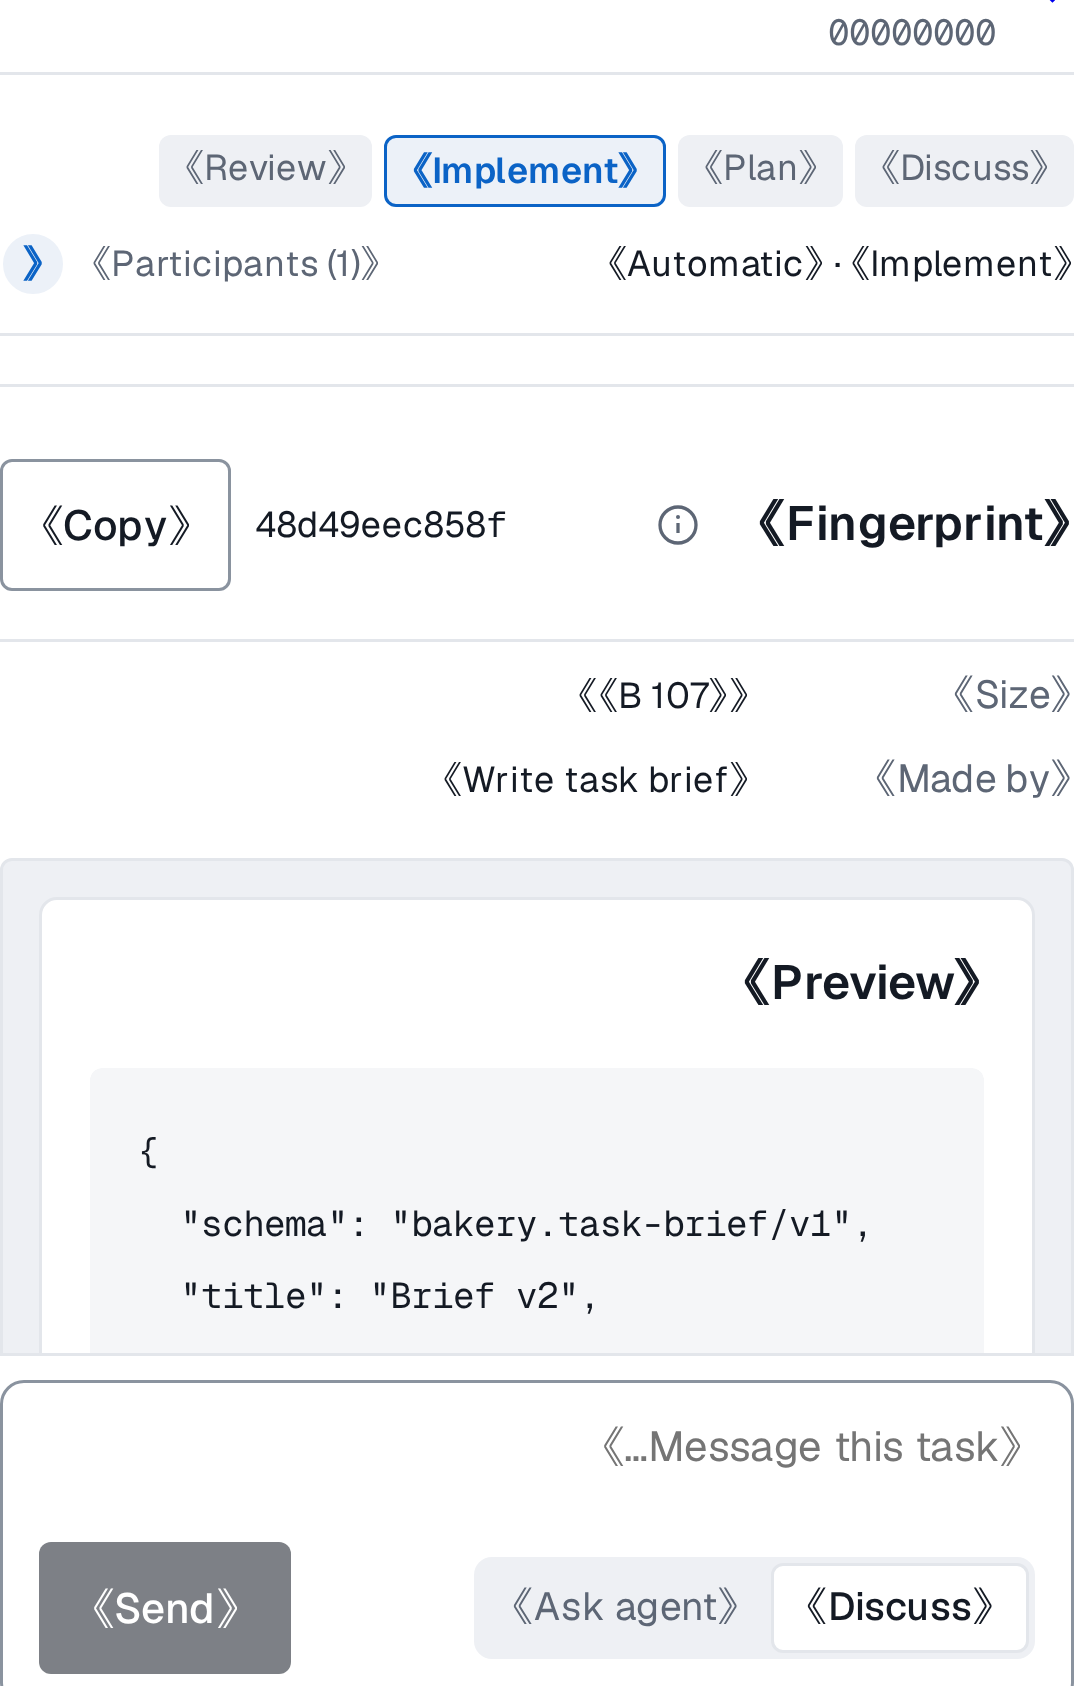 00000000
《Discuss》 《Plan》 《Implement》 《Review》
《Automatic》 · 《Implement》 《Participants (1)》 》
《Fingerprint》 48d49eec858f 《Copy》
《Size》 《《B 107》》
《Made by》 《Write task brief》
《Preview》
{
"schema": "bakery.task-brief/v1",
"title": "Brief v2",
《...Message this task》
《Discuss》 《Ask agent》 《Send》